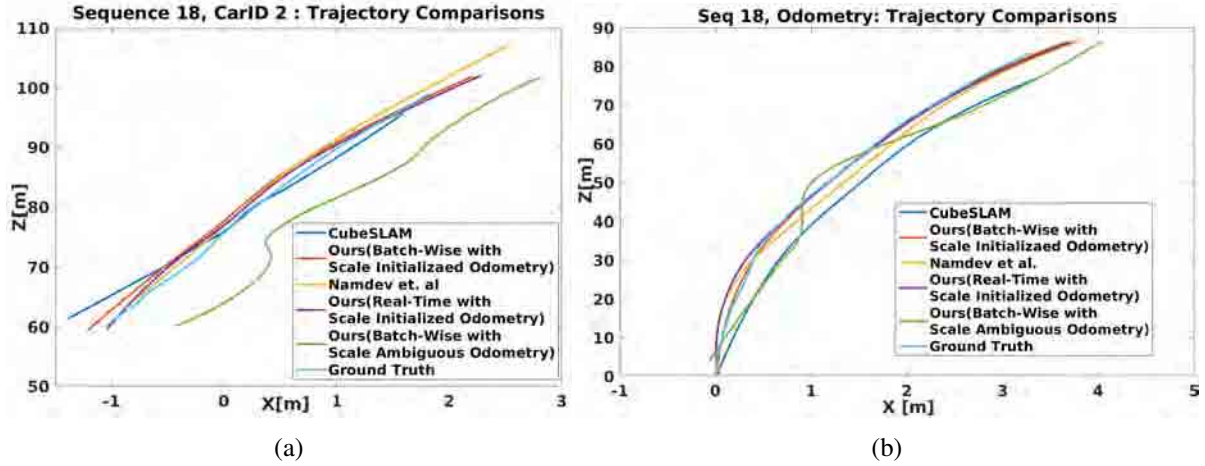 Sequence 18, CarID 2 : Trajectory Comparisons
110
100
90
80
70
60
50
Z[m]
-1
0
1
2
3
X[m]
CubeSLAM
Ours(Batch-Wise with
Scale Initializaed Odometry)
Namdev et. al
Ours(Real-Time with
Scale Initialized Odometry)
Ours(Batch-Wise with
Scale Ambiguous Odometry)
Ground Truth
(a)
Seq 18, Odometry: Trajectory Comparisons
90
80
70
60
50
40
30
20
10
0
Z[m]
-1
0
1
2
3
4
5
X [m]
CubeSLAM
Ours(Batch-Wise with
Scale Initializaed Odometry)
Namdev et al.
Ours(Real-Time with
Scale Initialized Odometry)
Ours(Batch-Wise with
Scale Ambiguous Odometry)
Ground Truth
(b)